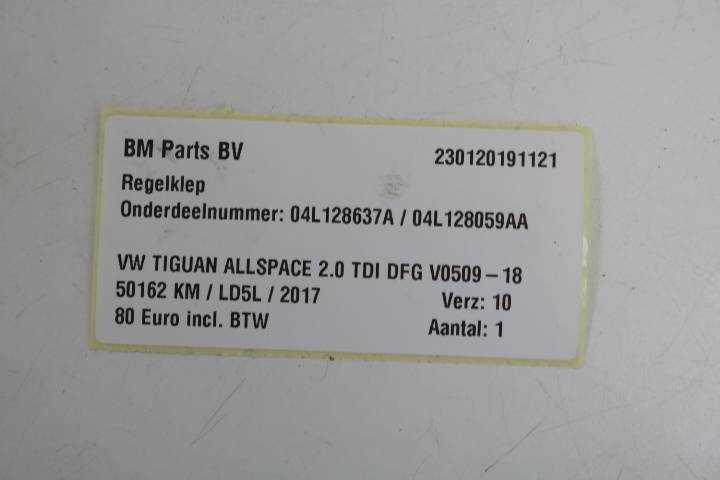 BM Parts BV 230120191121
Regelklep
Onderdeelnummer: 04L128637A / 04L128059AA
VW TIGUAN ALLSPACE 2.0 TDI DFG V0509 – 18
50162 KM / LD5L / 2017 Verz: 10
80 Euro incl. BTW Aantal: 1